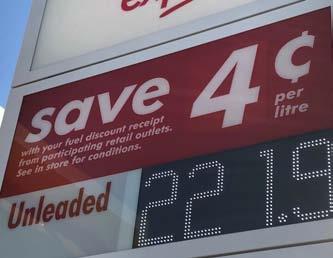 save 4¢
with your fuel discount receipt
from participating retail outlets.
See in store for conditions.
per
litre
Unleaded 221.9